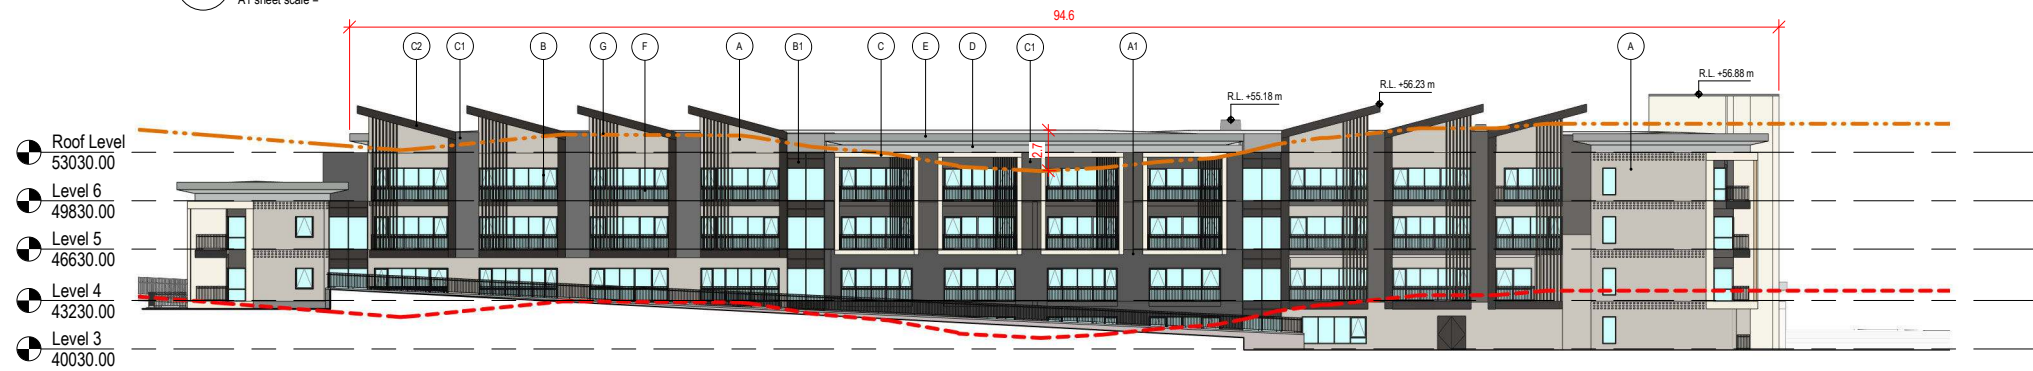 A1 sheet scale =
94.6
C2 C1 B G F A B1 C E D C1 A1 A
R.L. +55.18 m
R.L. +56.23 m
R.L. +56.88 m
2.7
Roof Level
53030.00
Level 6
49830.00
Level 5
46630.00
Level 4
43230.00
Level 3
40030.00